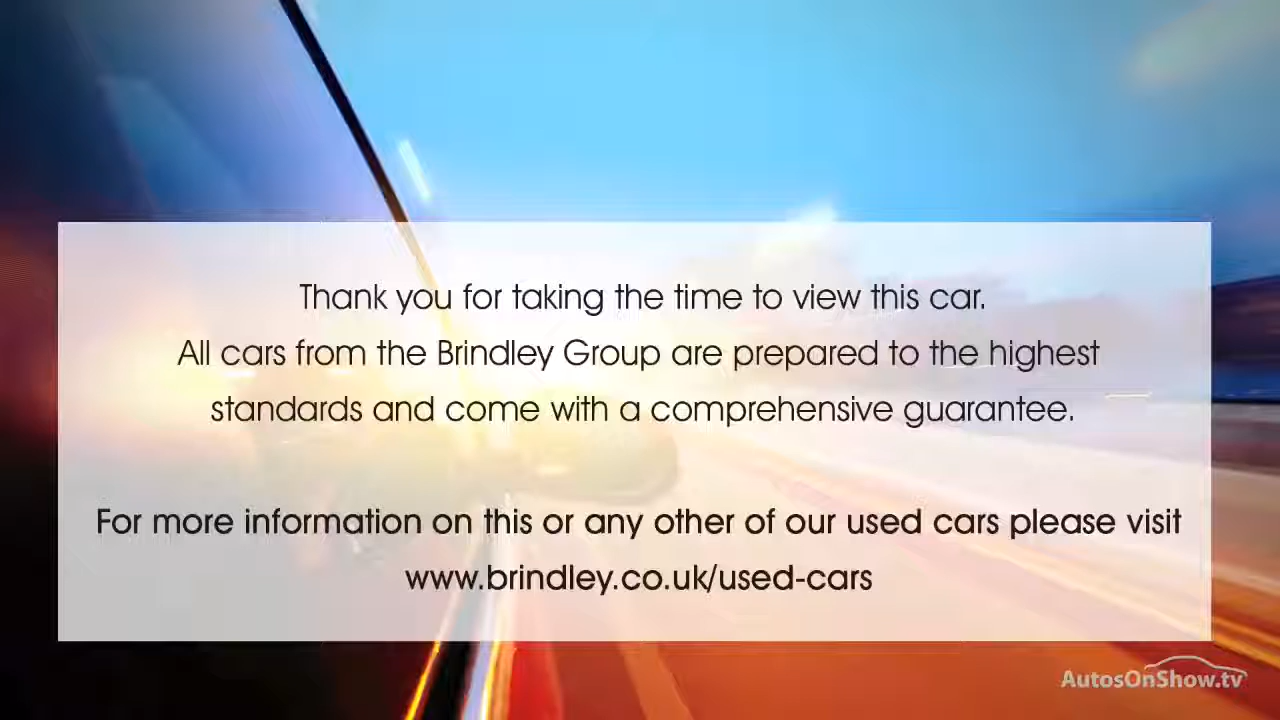 Thank you for taking the time to view this car.
All cars from the Brindley Group are prepared to the highest
standards and come with a comprehensive guarantee.
For more information on this or any other of our used cars please visit
www.brindley.co.uk/used-cars
AutosOnShow.tv